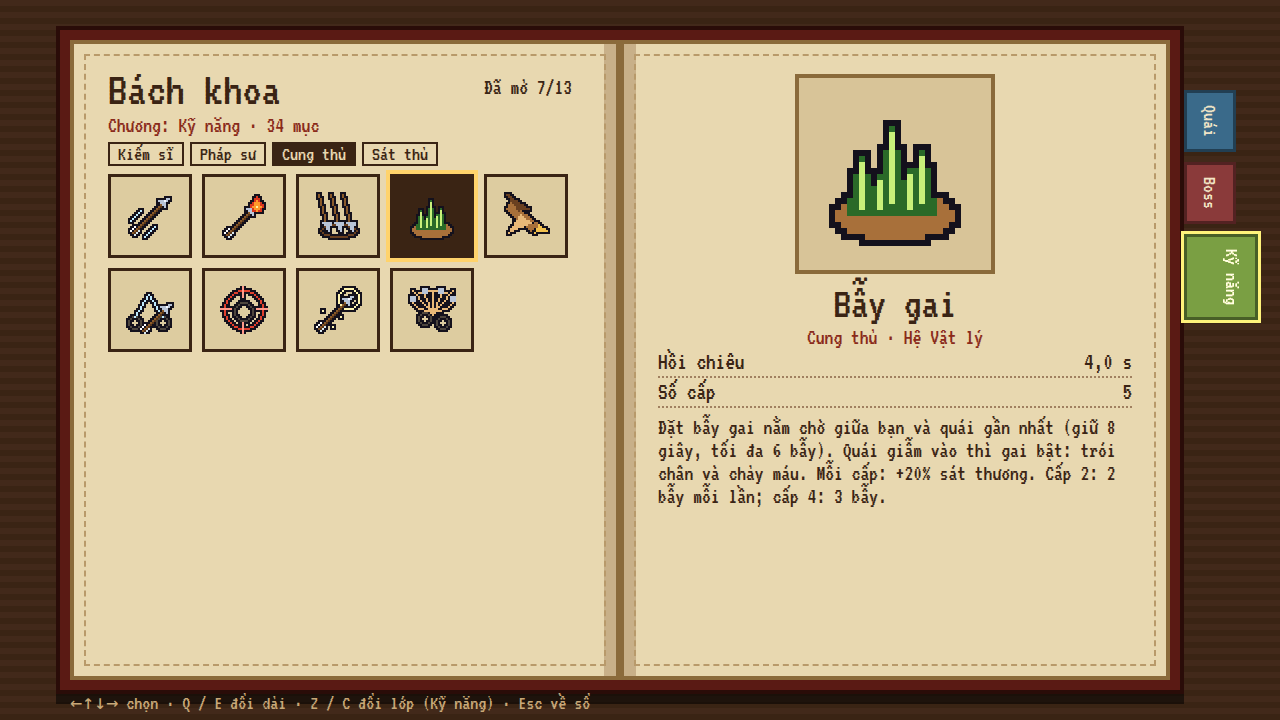 Bách khoa
Đã mở 7/13
Chương: Kỹ năng · 34 mục
Kiếm sĩ
Pháp sư
Cung thủ
Sát thủ
Bẫy gai
Cung thủ · Hệ Vật lý
Hồi chiêu 4,0 s
Số cấp 5
Đặt bẫy gai nằm chờ giữa bạn và quái gần nhất (giữ 8
giây, tối đa 6 bẫy). Quái giẫm vào thì gai bật: trói
chân và chảy máu. Mỗi cấp: +20% sát thương. Cấp 2: 2
bẫy mỗi lần; cấp 4: 3 bẫy.
Quái
Boss
Kỹ năng
←↑↓→ chọn · Q / E đổi dải · Z / C đổi lớp (Kỹ năng) · Esc về sổ